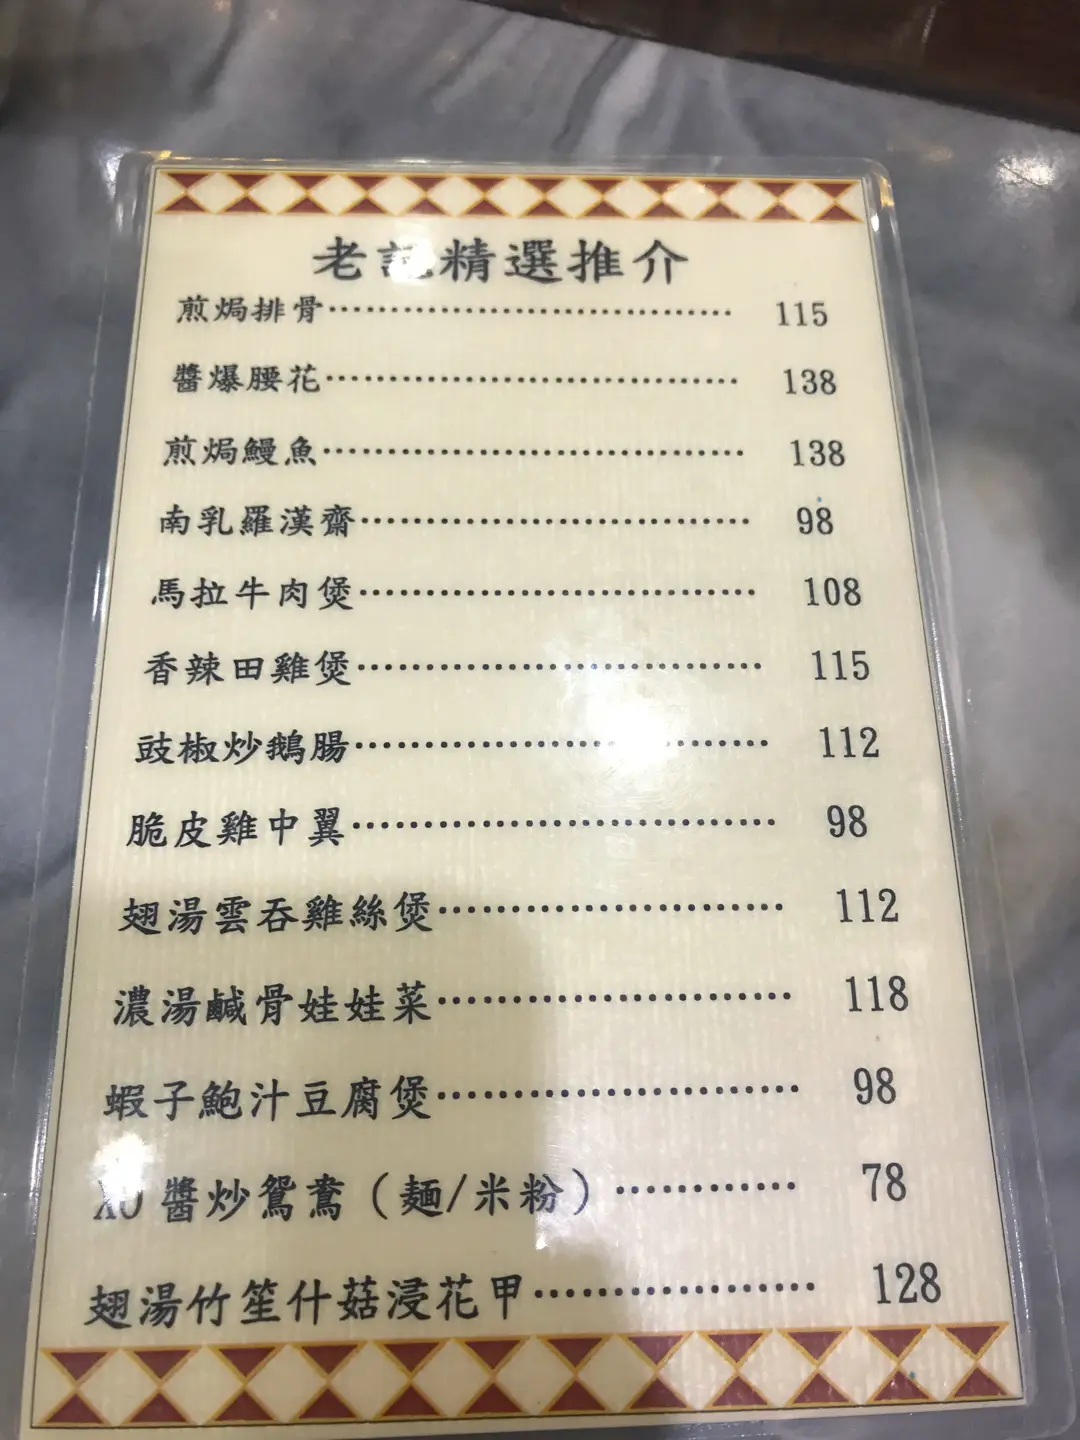 老記精選推介
煎焗排骨 115
醬爆腰花 138
煎焗鰻魚 138
南乳羅漢齋 98
馬拉牛肉煲 108
香辣田雞煲 115
豉椒炒鵝腸 112
脆皮雞中翼 98
翅湯雲吞雞絲煲 112
濃湯鹹骨娃娃菜 118
蝦子鮑汁豆腐煲 98
XO醬炒鴛鴦（麵/米粉） 78
翅湯竹笙什菇浸花甲 128